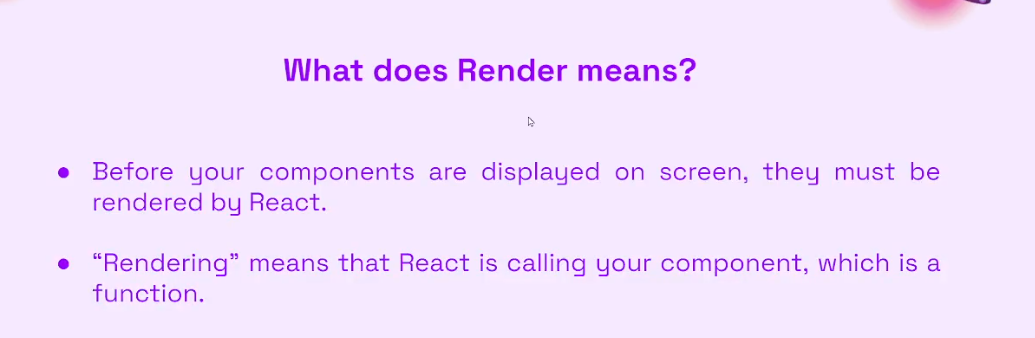 What does Render means?
● Before your components are displayed on screen, they must be
rendered by React.
● “Rendering” means that React is calling your component, which is a
function.